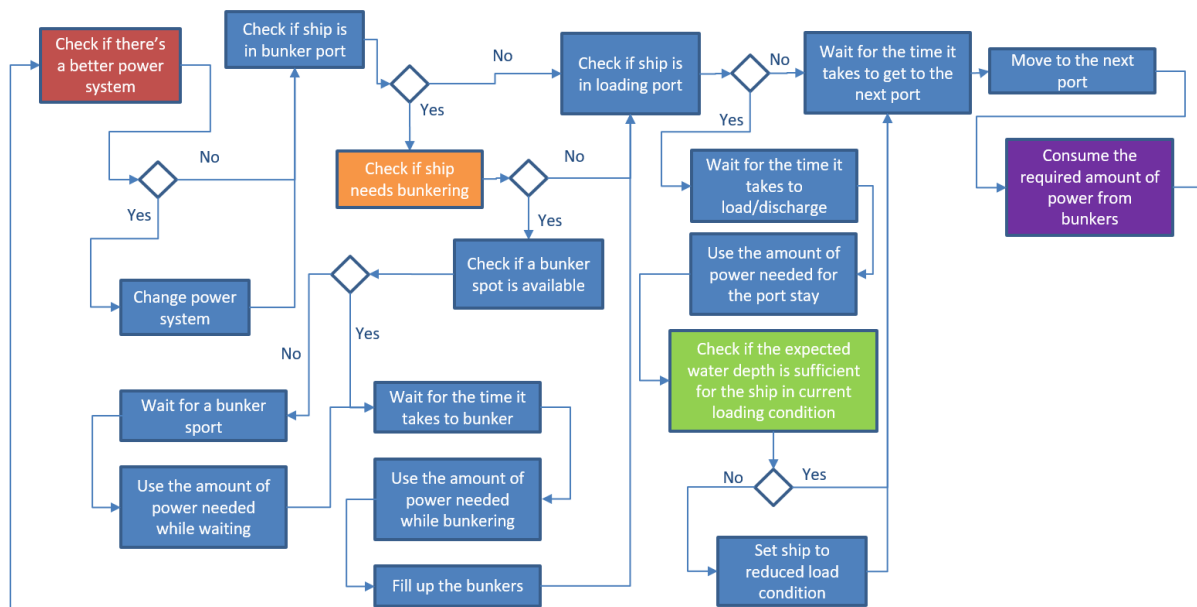 Check if there's
a better power
system
No
Yes
Change power
system
Check if ship is
in bunker port
No
Yes
Check if ship
needs bunkering
No
Yes
Check if a bunker
spot is available
No
Yes
Wait for a bunker
sport
Use the amount of
power needed
while waiting
Wait for the time it
takes to bunker
Use the amount of
power needed
while bunkering
Fill up the bunkers
Check if ship is
in loading port
No
Yes
Wait for the time it
takes to
load/discharge
Use the amount of
power needed for
the port stay
Check if the expected
water depth is sufficient
for the ship in current
loading condition
No
Yes
Set ship to
reduced load
condition
Wait for the time it
takes to get to the
next port
Move to the next
port
Consume the
required amount of
power from
bunkers